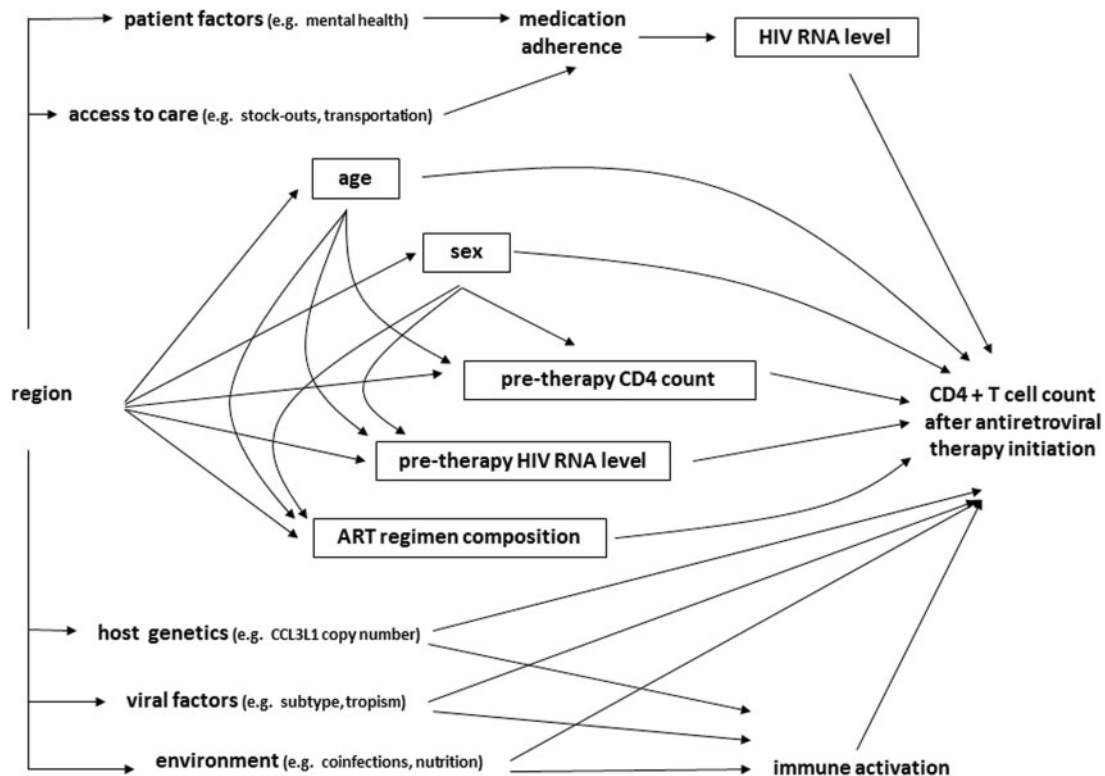 patient factors (e.g. mental health)
medication
adherence
HIV RNA level
access to care (e.g. stock-outs, transportation)
age
sex
pre-therapy CD4 count
region
CD4 + T cell count
after antiretroviral
therapy initiation
pre-therapy HIV RNA level
ART regimen composition
host genetics (e.g. CCL3L1 copy number)
viral factors (e.g. subtype, tropism)
environment (e.g. coinfections, nutrition)
immune activation